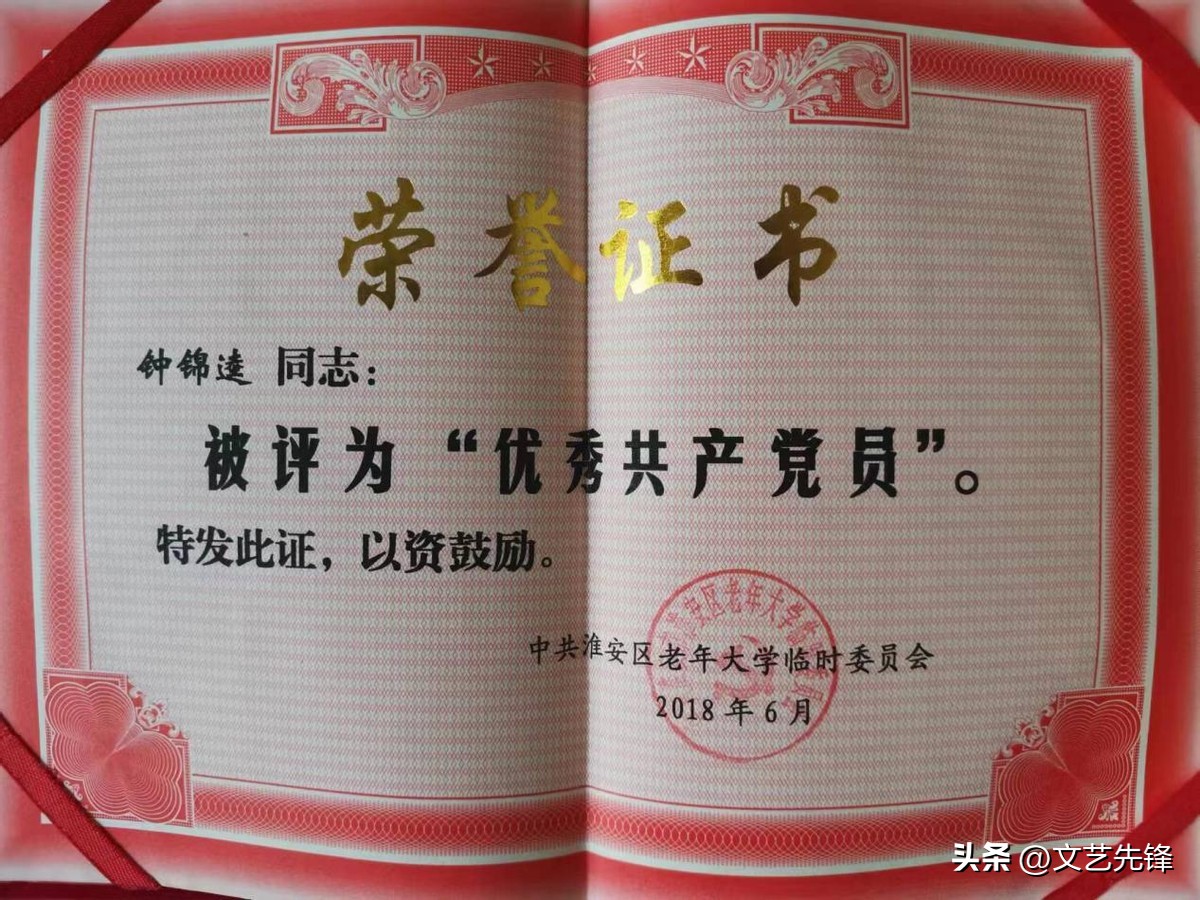 荣誉证书
钟锦逵 同志：
被评为“优秀共产党员”。
特发此证，以资鼓励。
中共淮安区老年大学临时委员会
2018年6月
头条 @文艺先锋